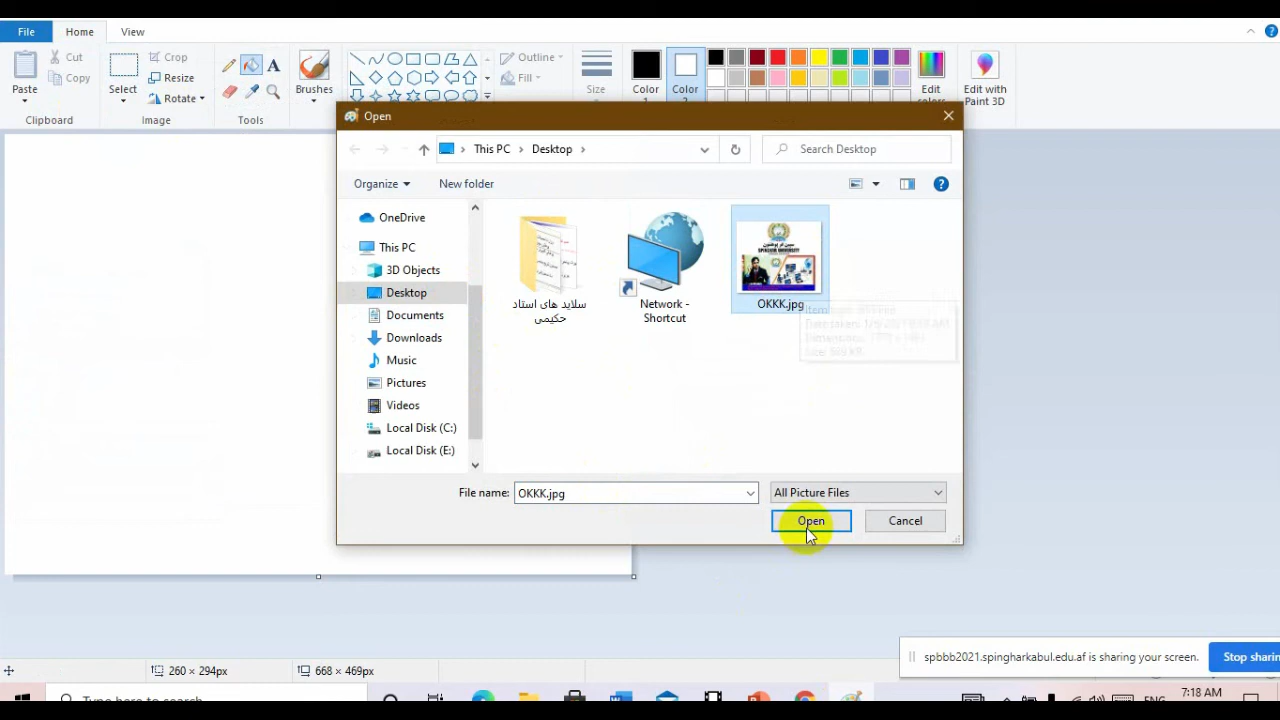 File
Home
View
Paste
Cut
Copy
Clipboard
Select
Crop
Resize
Rotate
Image
Tools
Brushes
Outline
Fill
Size
Color
1
Color
2
Edit
colors
Edit with
Paint 3D
Open
This PC
Desktop
Search Desktop
Organize
New folder
OneDrive
This PC
3D Objects
Desktop
Documents
Downloads
Music
Pictures
Videos
Local Disk (C:)
Local Disk (E:)
سلاید های استاد
حکیمی
Network -
Shortcut
SPINGHAR UNIVERSITY
OKKK.jpg
File name:
OKKK.jpg
All Picture Files
Open
Cancel
260 × 294px
668 × 469px
spbbb2021.spingharkabul.edu.af is sharing your screen.
Stop sharin
Type here to search
ENG
7:18 AM